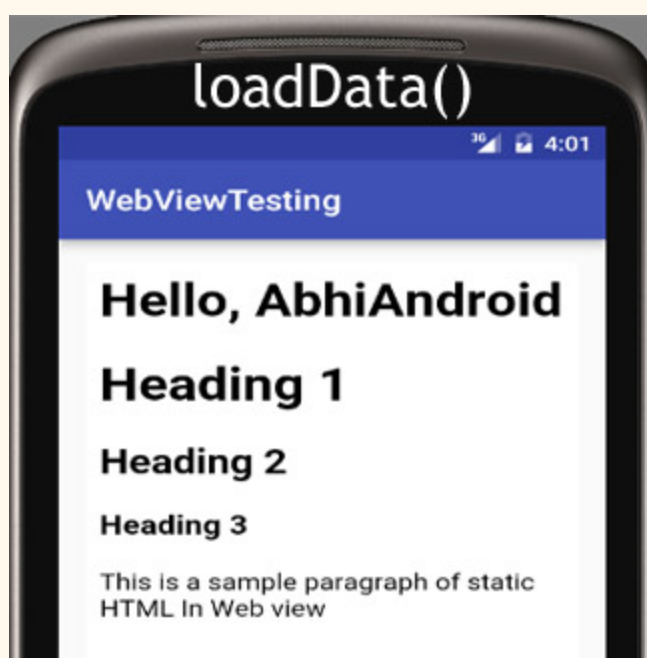 loadData()
3G 4:01
WebViewTesting
Hello, AbhiAndroid
Heading 1
Heading 2
Heading 3
This is a sample paragraph of static
HTML In Web view